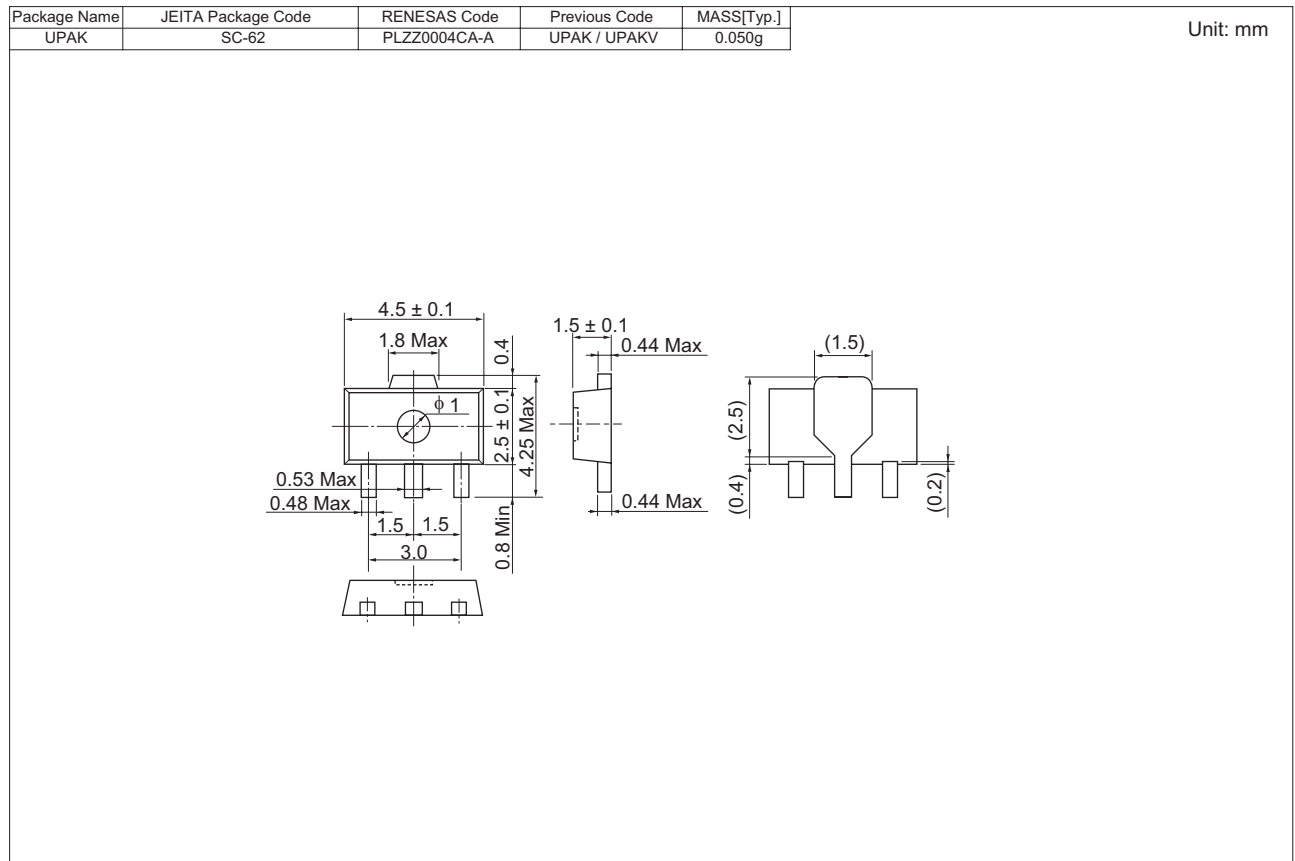 Package Name JEITA Package Code RENESAS Code Previous Code MASS[Typ.]
UPAK SC-62 PLZZ0004CA-A UPAK / UPAKV 0.050g
Unit: mm
4.5 ± 0.1
1.8 Max
0.4
ϕ 1
2.5 ± 0.1
4.25 Max
0.53 Max
0.48 Max
1.5 1.5
3.0
0.8 Min
1.5 ± 0.1
0.44 Max
0.44 Max
(1.5)
(2.5)
(0.4)
(0.2)